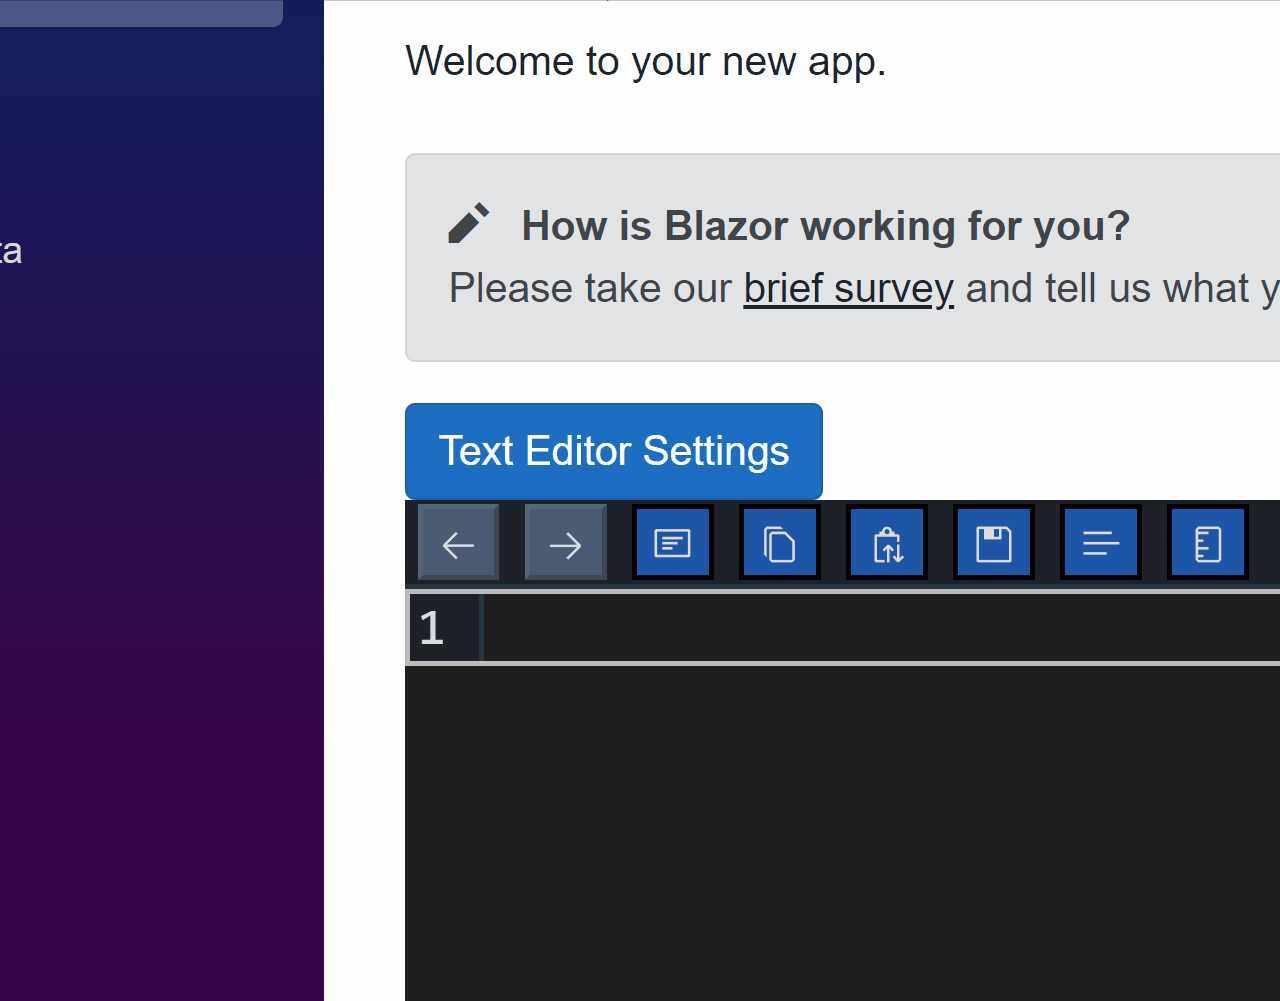 Welcome to your new app.
ta
How is Blazor working for you?
Please take our brief survey and tell us what y
Text Editor Settings
1